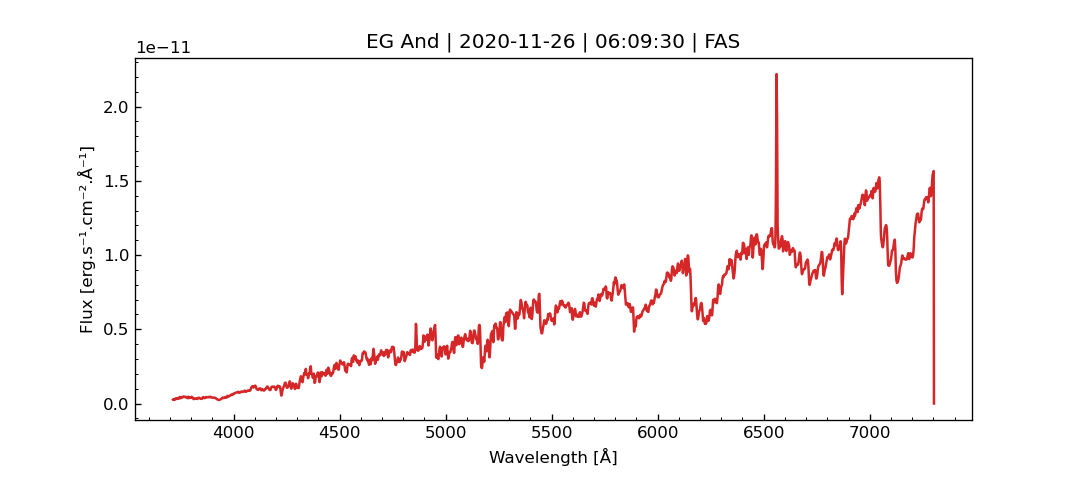 EG And | 2020-11-26 | 06:09:30 | FAS
1e−11
2.0
1.5
1.0
0.5
0.0
Flux [erg.s⁻¹.cm⁻².Å⁻¹]
4000 4500 5000 5500 6000 6500 7000
Wavelength [Å]